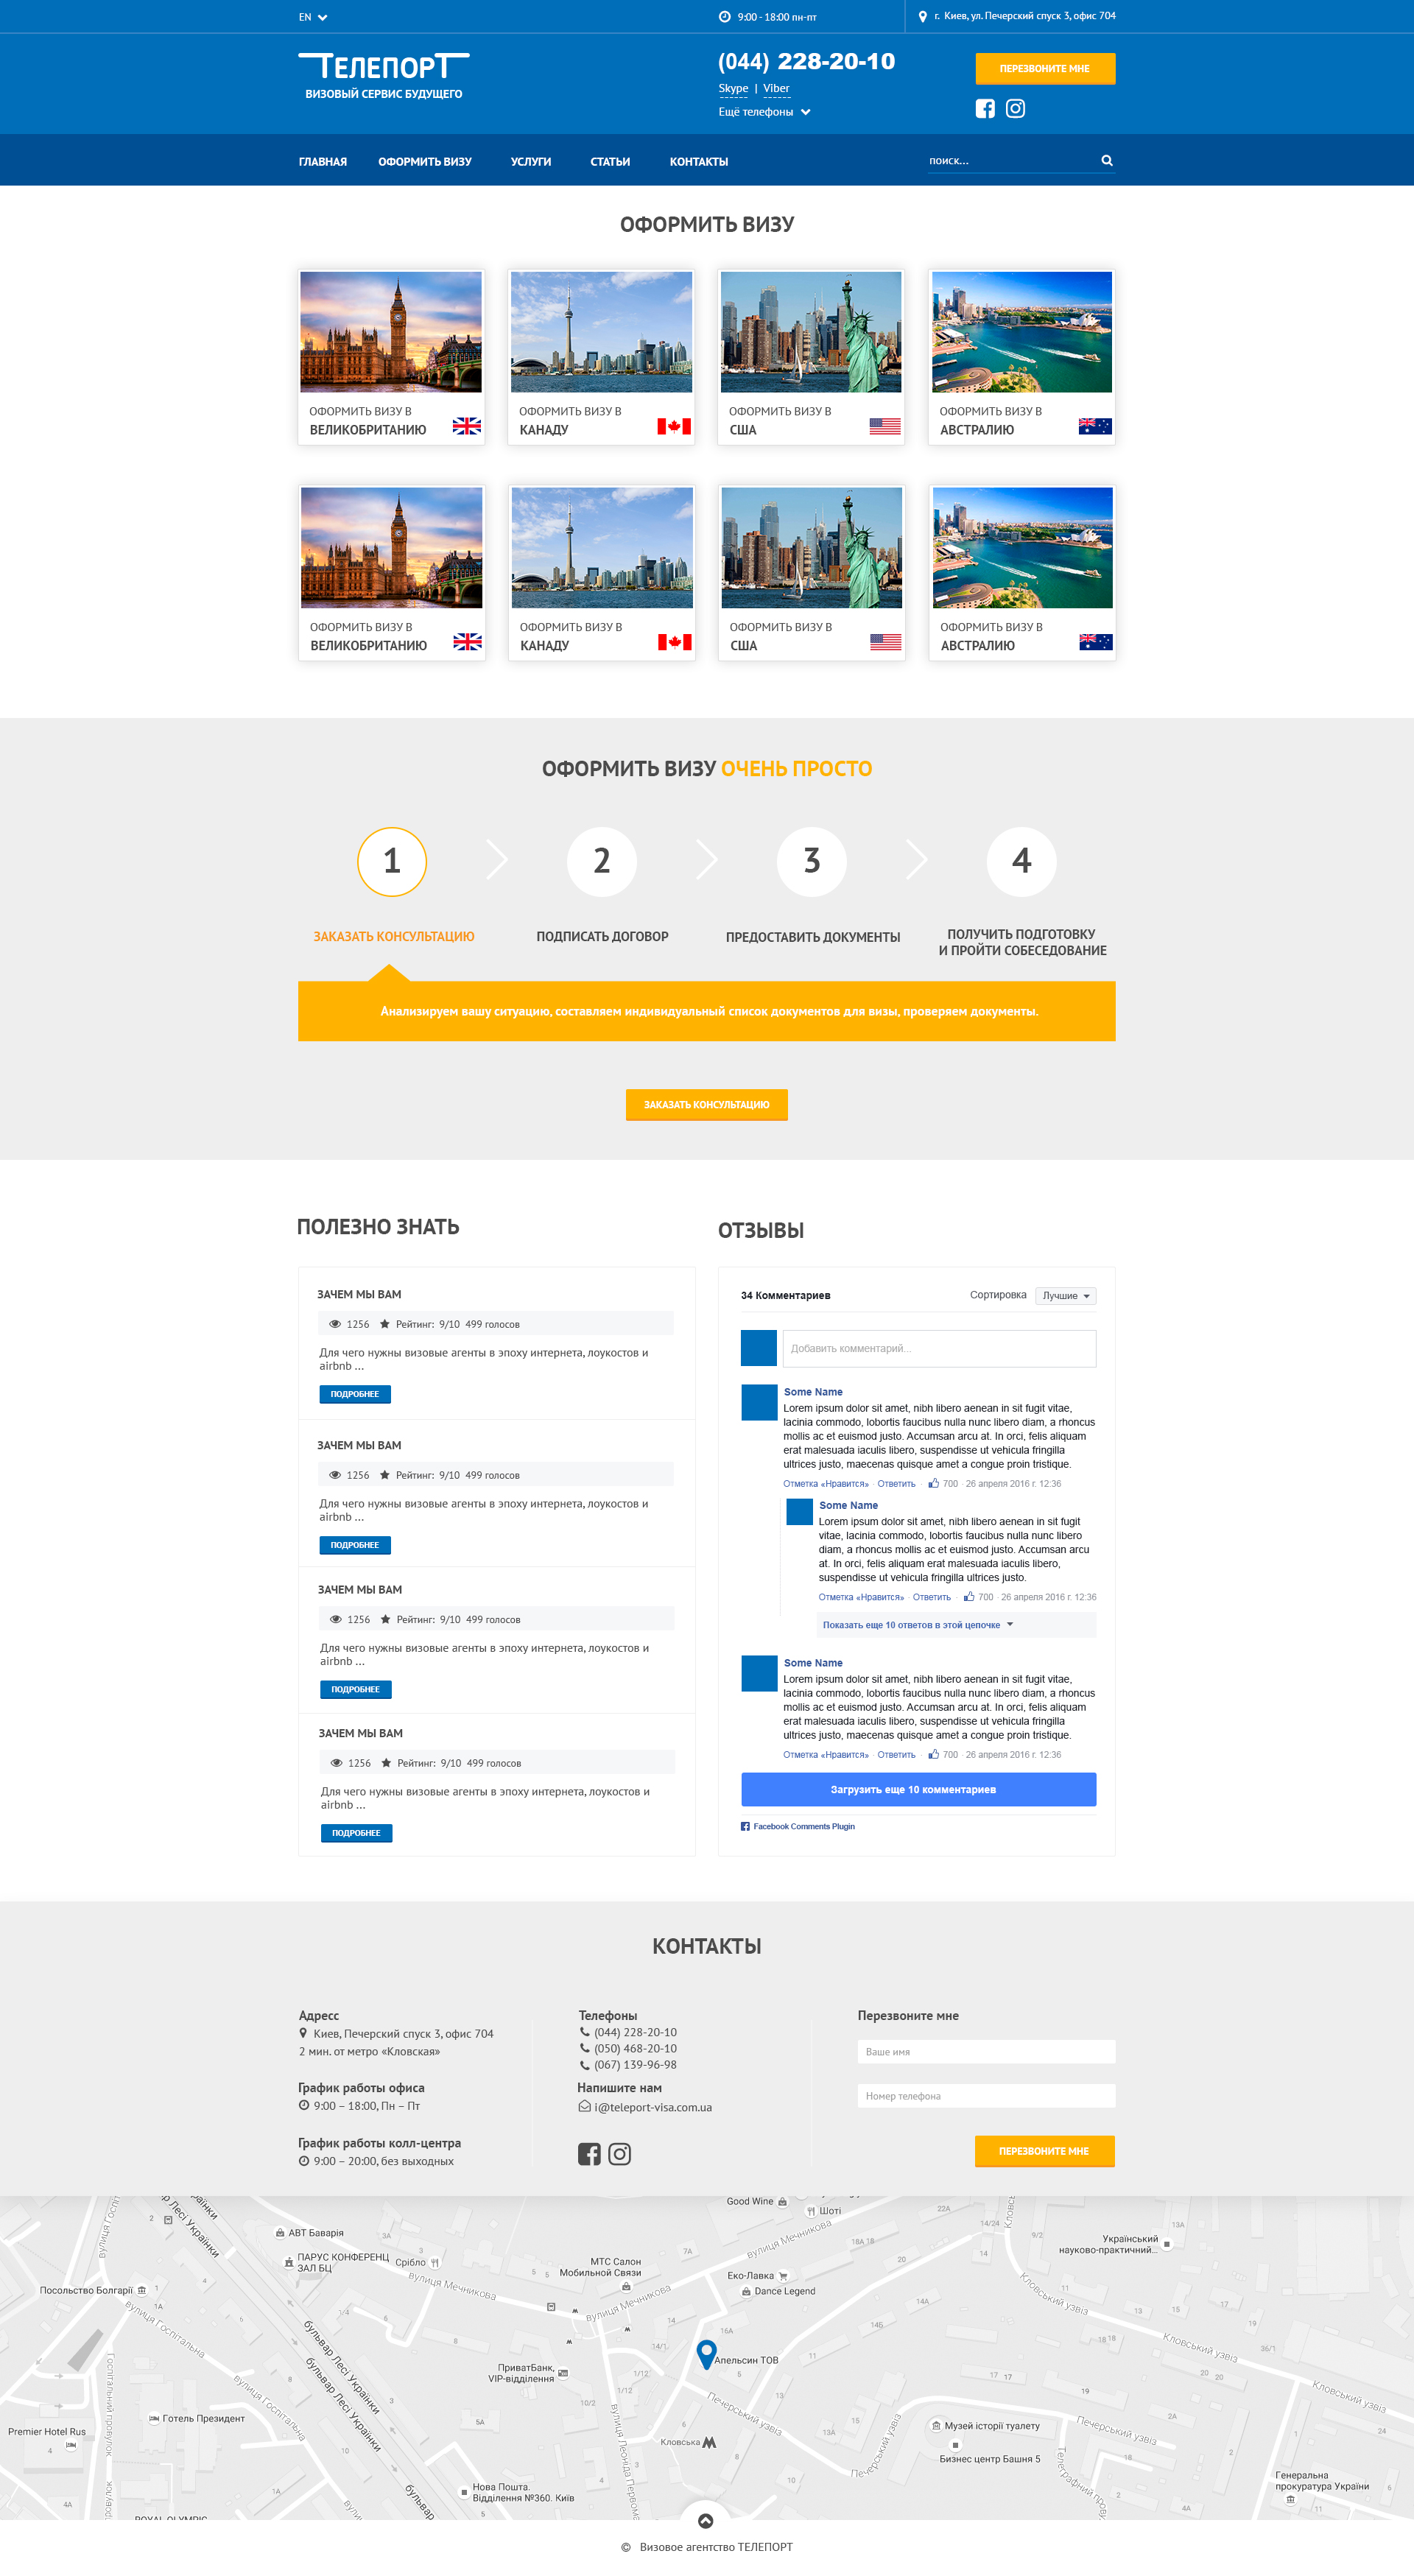 EN
9:00 - 18:00 пн-пт
г. Киев, ул. Печерский спуск 3, офис 704
ТЕЛЕПОРТ
ВИЗОВЫЙ СЕРВИС БУДУЩЕГО
(044) 228-20-10
Skype | Viber
Ещё телефоны
ПЕРЕЗВОНИТЕ МНЕ
ГЛАВНАЯ
ОФОРМИТЬ ВИЗУ
УСЛУГИ
СТАТЬИ
КОНТАКТЫ
поиск...
ОФОРМИТЬ ВИЗУ
ОФОРМИТЬ ВИЗУ В
ВЕЛИКОБРИТАНИЮ
ОФОРМИТЬ ВИЗУ В
КАНАДУ
ОФОРМИТЬ ВИЗУ В
США
ОФОРМИТЬ ВИЗУ В
АВСТРАЛИЮ
ОФОРМИТЬ ВИЗУ В
ВЕЛИКОБРИТАНИЮ
ОФОРМИТЬ ВИЗУ В
КАНАДУ
ОФОРМИТЬ ВИЗУ В
США
ОФОРМИТЬ ВИЗУ В
АВСТРАЛИЮ
ОФОРМИТЬ ВИЗУ ОЧЕНЬ ПРОСТО
1
2
3
4
ЗАКАЗАТЬ КОНСУЛЬТАЦИЮ
ПОДПИСАТЬ ДОГОВОР
ПРЕДОСТАВИТЬ ДОКУМЕНТЫ
ПОЛУЧИТЬ ПОДГОТОВКУ
И ПРОЙТИ СОБЕСЕДОВАНИЕ
Анализируем вашу ситуацию, составляем индивидуальный список документов для визы, проверяем документы.
ЗАКАЗАТЬ КОНСУЛЬТАЦИЮ
ПОЛЕЗНО ЗНАТЬ
ЗАЧЕМ МЫ ВАМ
1256 Рейтинг: 9/10 499 голосов
Для чего нужны визовые агенты в эпоху интернета, лоукостов и
airbnb ...
ПОДРОБНЕЕ
ЗАЧЕМ МЫ ВАМ
1256 Рейтинг: 9/10 499 голосов
Для чего нужны визовые агенты в эпоху интернета, лоукостов и
airbnb ...
ПОДРОБНЕЕ
ЗАЧЕМ МЫ ВАМ
1256 Рейтинг: 9/10 499 голосов
Для чего нужны визовые агенты в эпоху интернета, лоукостов и
airbnb ...
ПОДРОБНЕЕ
ЗАЧЕМ МЫ ВАМ
1256 Рейтинг: 9/10 499 голосов
Для чего нужны визовые агенты в эпоху интернета, лоукостов и
airbnb ...
ПОДРОБНЕЕ
ОТЗЫВЫ
34 Комментариев
Сортировка Лучшие
Добавить комментарий...
Some Name
Lorem ipsum dolor sit amet, nibh libero aenean in sit fugit vitae,
lacinia commodo, lobortis faucibus nulla nunc libero diam, a rhoncus
mollis ac et euismod justo. Accumsan arcu at. In orci, felis aliquam
erat malesuada iaculis libero, suspendisse ut vehicula fringilla
ultrices justo, maecenas quisque amet a congue proin tristique.
Отметка «Нравится» · Ответить · 700 · 26 апреля 2016 г. 12:36
Some Name
Lorem ipsum dolor sit amet, nibh libero aenean in sit fugit
vitae, lacinia commodo, lobortis faucibus nulla nunc libero
diam, a rhoncus mollis ac et euismod justo. Accumsan arcu
at. In orci, felis aliquam erat malesuada iaculis libero,
suspendisse ut vehicula fringilla ultrices justo.
Отметка «Нравится» · Ответить · 700 · 26 апреля 2016 г. 12:36
Показать еще 10 ответов в этой цепочке
Some Name
Lorem ipsum dolor sit amet, nibh libero aenean in sit fugit vitae,
lacinia commodo, lobortis faucibus nulla nunc libero diam, a rhoncus
mollis ac et euismod justo. Accumsan arcu at. In orci, felis aliquam
erat malesuada iaculis libero, suspendisse ut vehicula fringilla
ultrices justo, maecenas quisque amet a congue proin tristique.
Отметка «Нравится» · Ответить · 700 · 26 апреля 2016 г. 12:36
Загрузить еще 10 комментариев
Facebook Comments Plugin
КОНТАКТЫ
Адресс
Киев, Печерский спуск 3, офис 704
2 мин. от метро «Кловская»
График работы офиса
9:00 – 18:00, Пн – Пт
График работы колл-центра
9:00 – 20:00, без выходных
Телефоны
(044) 228-20-10
(050) 468-20-10
(067) 139-96-98
Напишите нам
i@teleport-visa.com.ua
Перезвоните мне
Ваше имя
Номер телефона
ПЕРЕЗВОНИТЕ МНЕ
Good Wine
Шоті
АВТ Баварія
ПАРУС КОНФЕРЕНЦ
ЗАЛ БЦ
Срібло
МТС Салон
Мобильной Связи
Еко-Лавка
Dance Legend
Український
науково-практичний...
Посольство Болгарії
вулиця Мечникова
вулиця Мечникова
вулиця Мечникова
вулиця Госпітальна
вулиця Госпітальна
бульвар Лесі Українки
бульвар Лесі Українки
Кловський узвіз
Кловський узвіз
Кловський узвіз
ПриватБанк,
VIP-відділення
Апельсин ТОВ
Готель Президент
Premier Hotel Rus
Госпітальний провулок
Печерський узвіз
Печерський узвіз
Печерський узвіз
Кловська
Музей історії туалету
Бизнес центр Башня 5
Нова Пошта.
Відділення №360. Київ
Генеральна
прокуратура України
ROYAL OLYMPIC
© Визовое агентство ТЕЛЕПОРТ